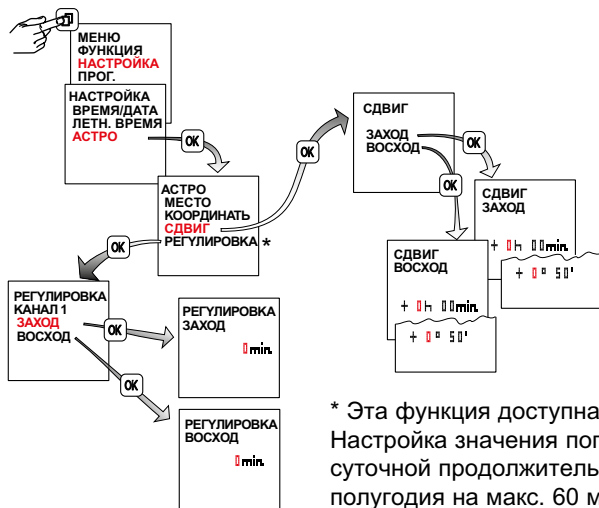 МЕНЮ
ФУНКЦИЯ
НАСТРОЙКА
ПРОГ.
НАСТРОЙКА
ВРЕМЯ/ДАТА
ЛЕТН. ВРЕМЯ
АСТРО
OK
АСТРО
МЕСТО
КООРДИНАТЬ
СДВИГ
РЕГУЛИРОВКА *
OK
СДВИГ
ЗАХОД
ВОСХОД
OK
OK
СДВИГ
ЗАХОД
+ 0h 00min.
+ 0° 50'
СДВИГ
ВОСХОД
+ 0h 00min.
+ 0° 50'
OK
РЕГУЛИРОВКА
КАНАЛ 1
ЗАХОД
ВОСХОД
OK
OK
РЕГУЛИРОВКА
ЗАХОД
0min.
РЕГУЛИРОВКА
ВОСХОД
0min.
* Эта функция доступна
Настройка значения
суточной
полугодия на макс. 60